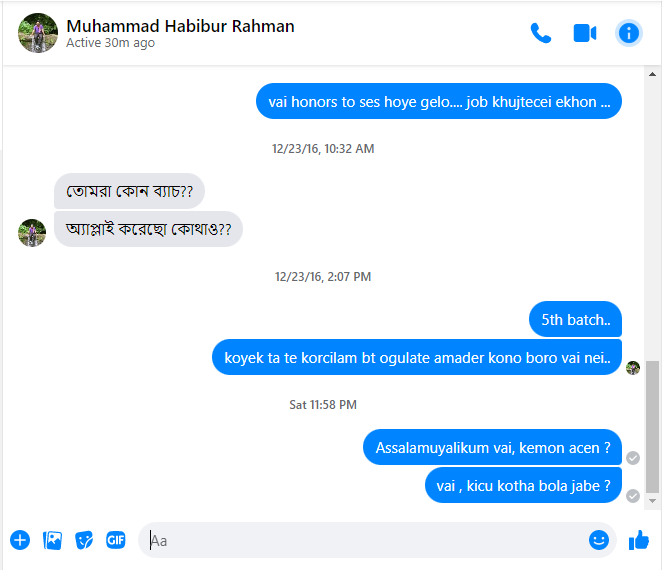 Muhammad Habibur Rahman
Active 30m ago
vai honors to ses hoye gelo.... job khujtecei ekhon ...
12/23/16, 10:32 AM
তোমরা কোন ব্যাচ??
অ্যাপ্লাই করেছো কোথাও??
12/23/16, 2:07 PM
5th batch..
koyek ta te korcilam bt ogulate amader kono boro vai nei..
Sat 11:58 PM
Assalamuyalikum vai, kemon acen ?
vai , kicu kotha bola jabe ?
GIF
Aa